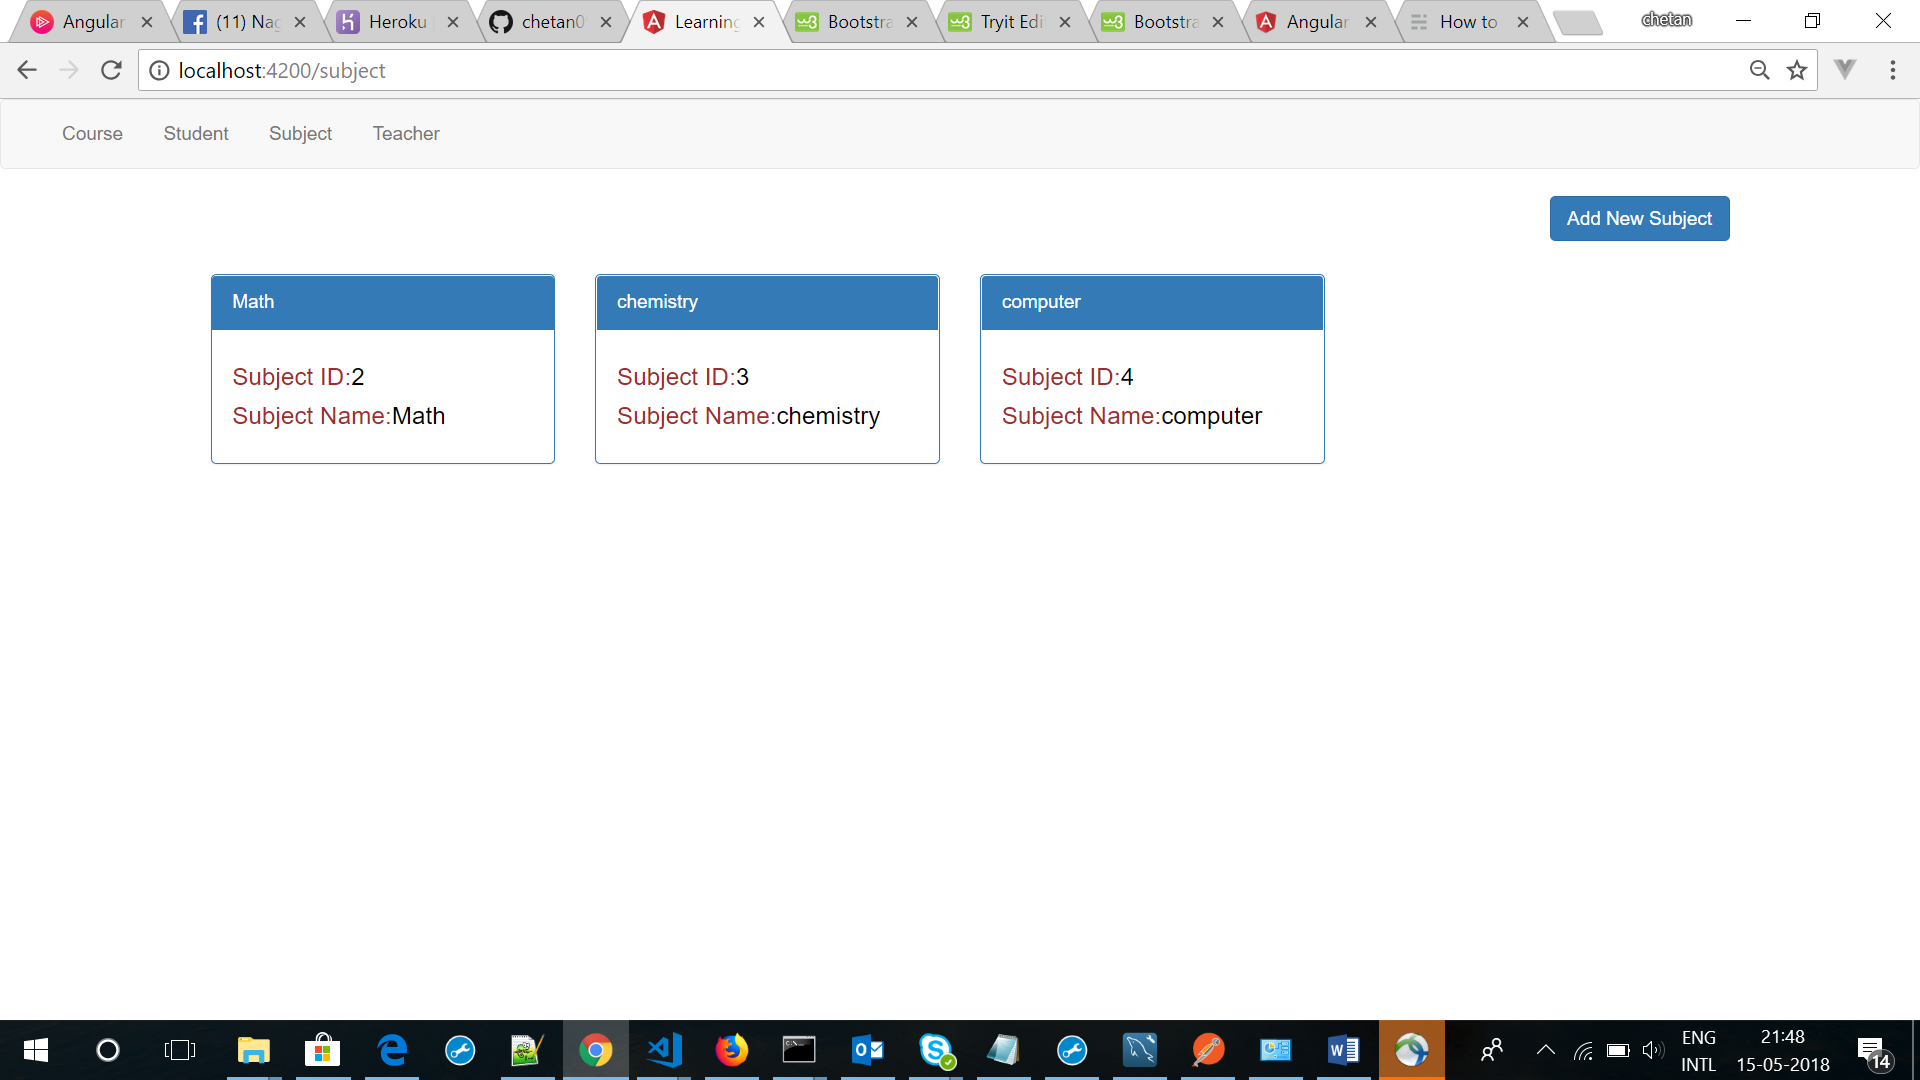 Angular (11) Nag Heroku chetan0 Learning Bootstra Tryit Edi Bootstra Angular How to chetan
localhost:4200/subject
Course Student Subject Teacher
Add New Subject
Math chemistry computer
Subject ID:2 Subject ID:3 Subject ID:4
Subject Name:Math Subject Name:chemistry Subject Name:computer
ENG 21:48
INTL 15-05-2018 14